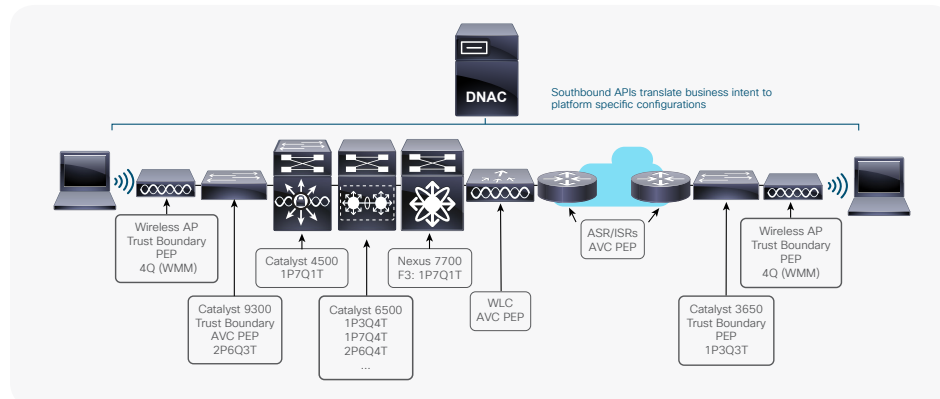 DNAC
Southbound APIs translate business intent to
platform specific configurations
Wireless AP
Trust Boundary
PEP
4Q (WMM)
Catalyst 9300
Trust Boundary
AVC PEP
2P6Q3T
Catalyst 4500
1P7Q1T
Catalyst 6500
1P3Q4T
1P7Q4T
2P6Q4T
...
Nexus 7700
F3: 1P7Q1T
WLC
AVC PEP
ASR/ISRs
AVC PEP
Catalyst 3650
Trust Boundary
PEP
1P3Q3T
Wireless AP
Trust Boundary
PEP
4Q (WMM)